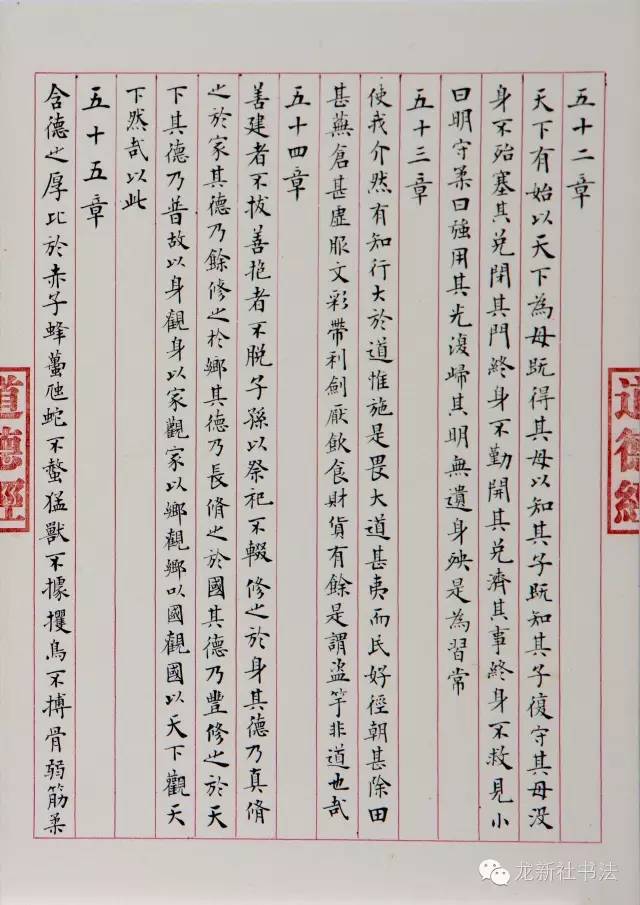 五十二章
天下有始以天下為母既得其母以知其子既知其子復守其母没
身不殆塞其兌閉其門終身不勤開其兌濟其事終身不救見小
曰明守柔曰強用其光復歸其明無遺身殃是為習常
五十三章
使我介然有知行大於道惟施是畏大道甚夷而民好徑朝甚除田
甚蕪倉甚虛服文彩帶利劍厭飲食財貨有餘是謂盜竽非道也哉
五十四章
善建者不拔善抱者不脱子孫以祭祀不輟修之於身其德乃真脩
之於家其德乃餘修之於鄉其德乃長脩之於國其德乃豐修之於天
下其德乃普故以身觀身以家觀家以鄉觀鄉以國觀國以天下觀天
下然哉以此
五十五章
含德之厚比於赤子蜂蠆虺蛇不螫猛獸不據攫鳥不搏骨弱筋柔
道德經
道德經
龙新社书法